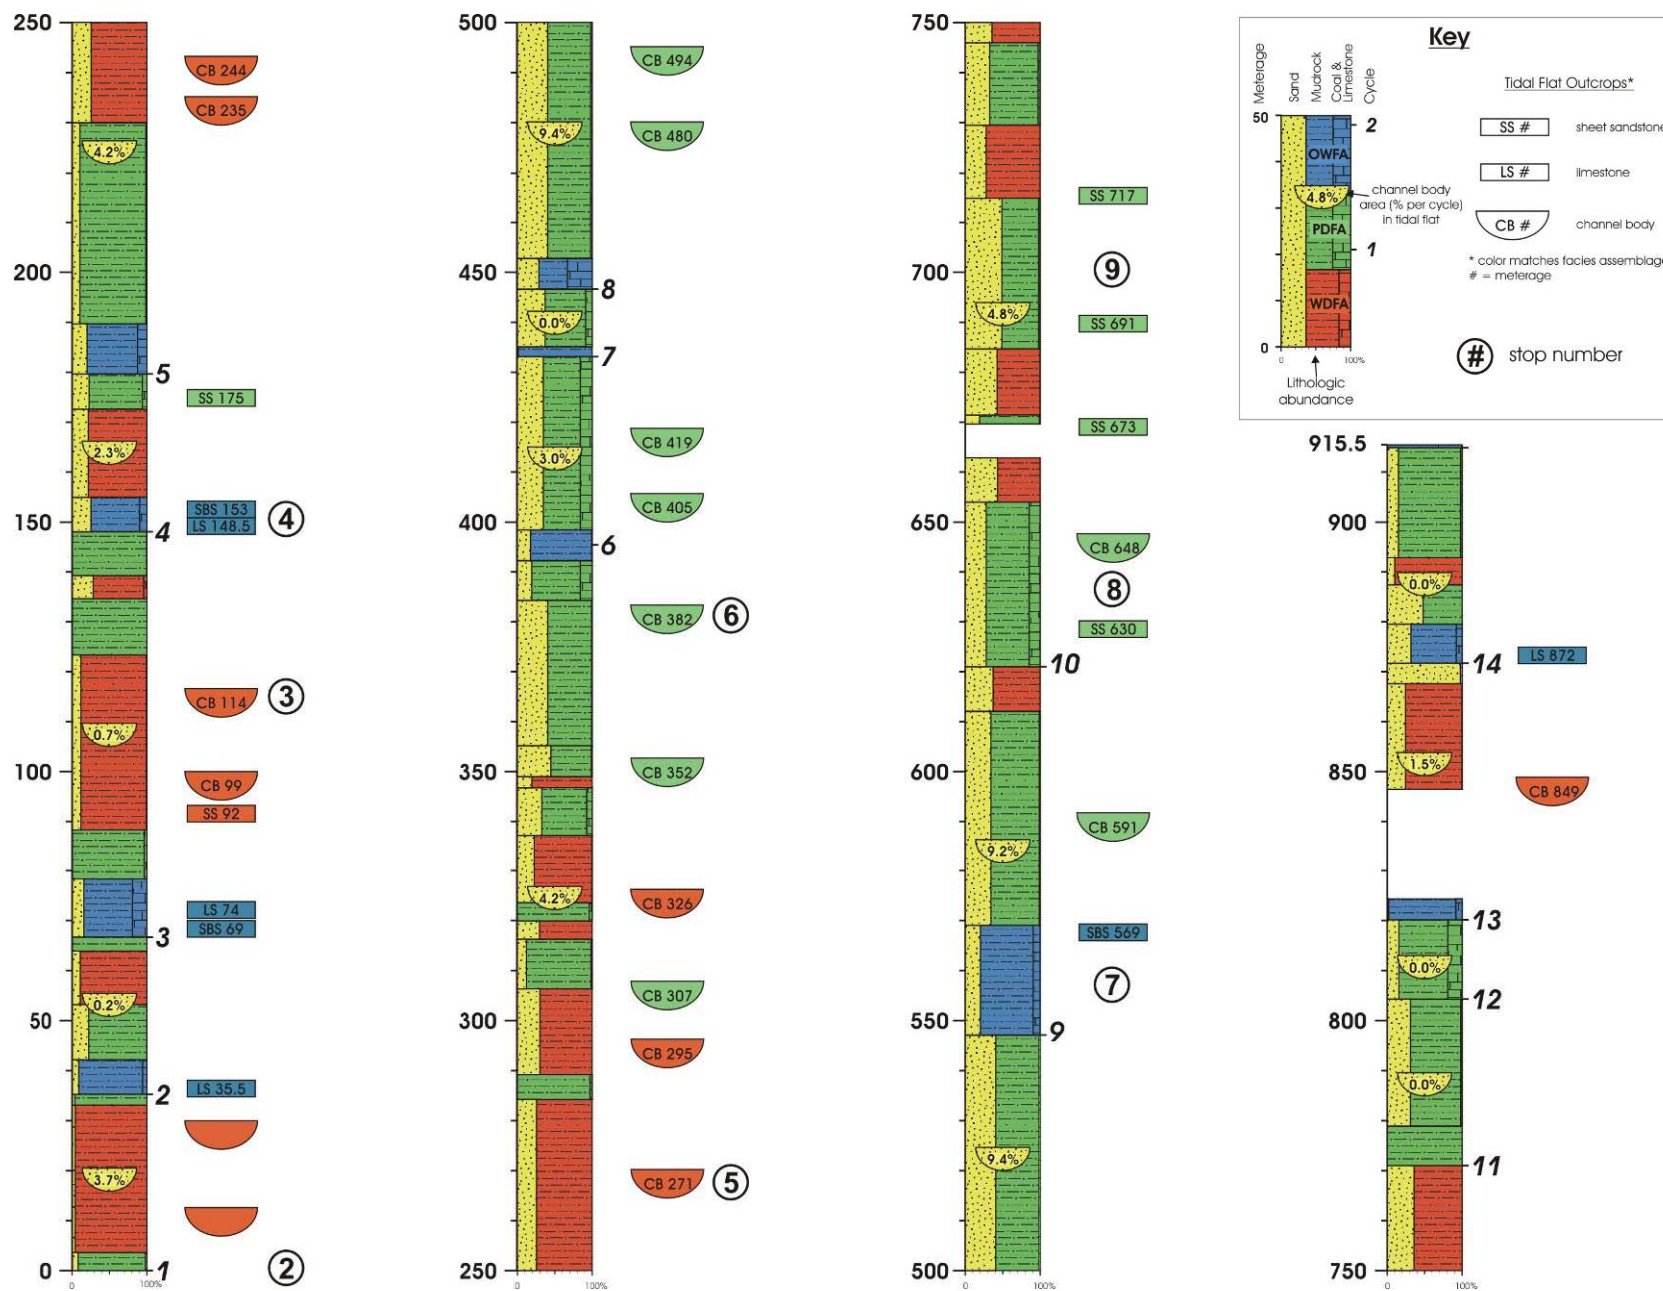 250
200
150
100
50
0
4.2%
2.3%
0.7%
0.2%
3.7%
5
4
3
2
1
0 100%
CB 244
CB 235
SS 175
SBS 153
LS 148.5
4
CB 114
3
CB 99
SS 92
LS 74
SBS 69
LS 35.5
2
500
450
400
350
300
250
9.4%
0.0%
3.0%
4.2%
8
7
6
0 100%
CB 494
CB 480
CB 419
CB 405
CB 382
6
CB 352
CB 326
CB 307
CB 295
CB 271
5
750
700
650
600
550
500
4.8%
9.2%
9.4%
10
9
0 100%
SS 717
9
SS 691
SS 673
CB 648
8
SS 630
CB 591
SBS 569
7
Key
Meterage
Sand
Mudrock
Coal &
Limestone
Cycle
50
0
OWFA
4.8%
PDFA
WDFA
2
1
0 100%
channel body
area (% per cycle)
in tidal flat
Lithologic
abundance
Tidal Flat Outcrops*
SS # sheet sandstone
LS # limestone
CB # channel body
* color matches facies assemblage
# = meterage
# stop number
915.5
900
850
800
750
0.0%
1.5%
0.0%
0.0%
14
13
12
11
0 100%
LS 872
CB 849